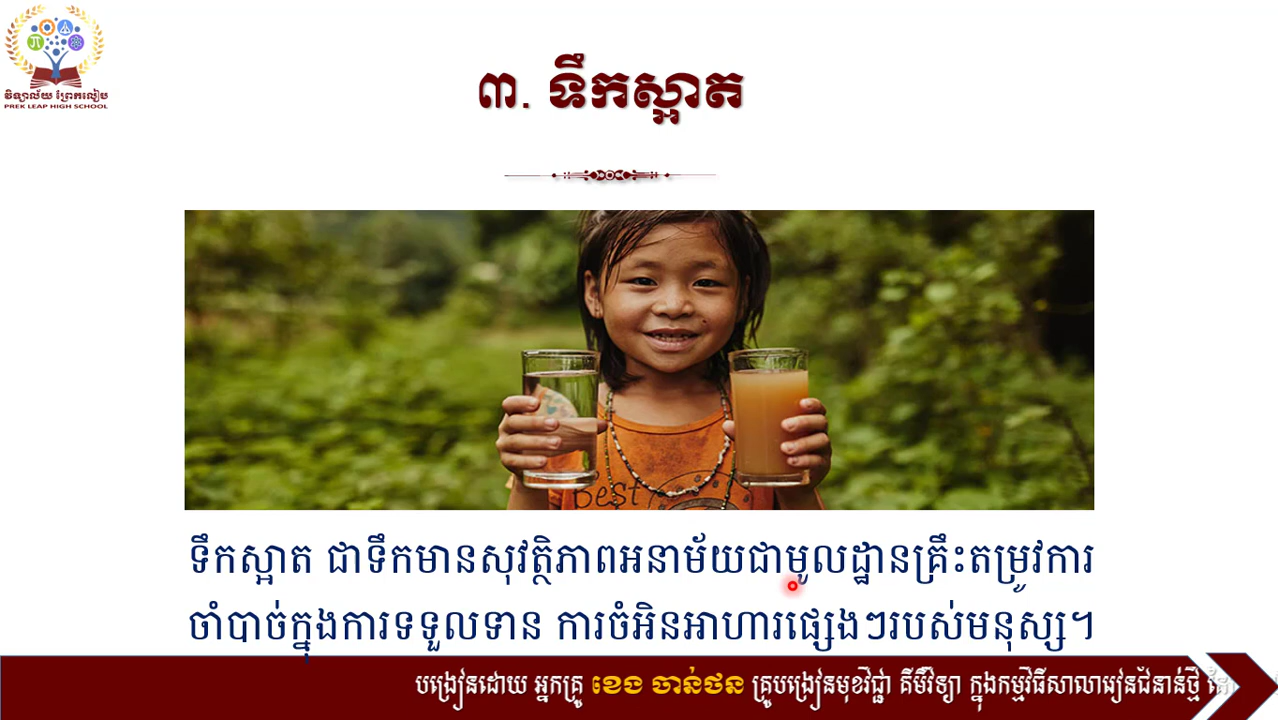 វិទ្យាល័យ ព្រែកលៀប
PREK LEAP HIGH SCHOOL
៣. ទឹកស្អាត
Best
ទឹកស្អាត ជាទឹកមានសុវត្ថិភាពអនាម័យជាមូលដ្ឋានគ្រឹះតម្រូវការ
ចាំបាច់ក្នុងការទទួលទាន ការចំអិនអាហារផ្សេងៗរបស់មនុស្ស។
បង្រៀនដោយ អ្នកគ្រូ ខេង ចាន់ថន គ្រូបង្រៀនមុខវិជ្ជា គីមីវិទ្យា ក្នុងកម្មវិធីសាលារៀនជំនាន់ថ្មី នៃ